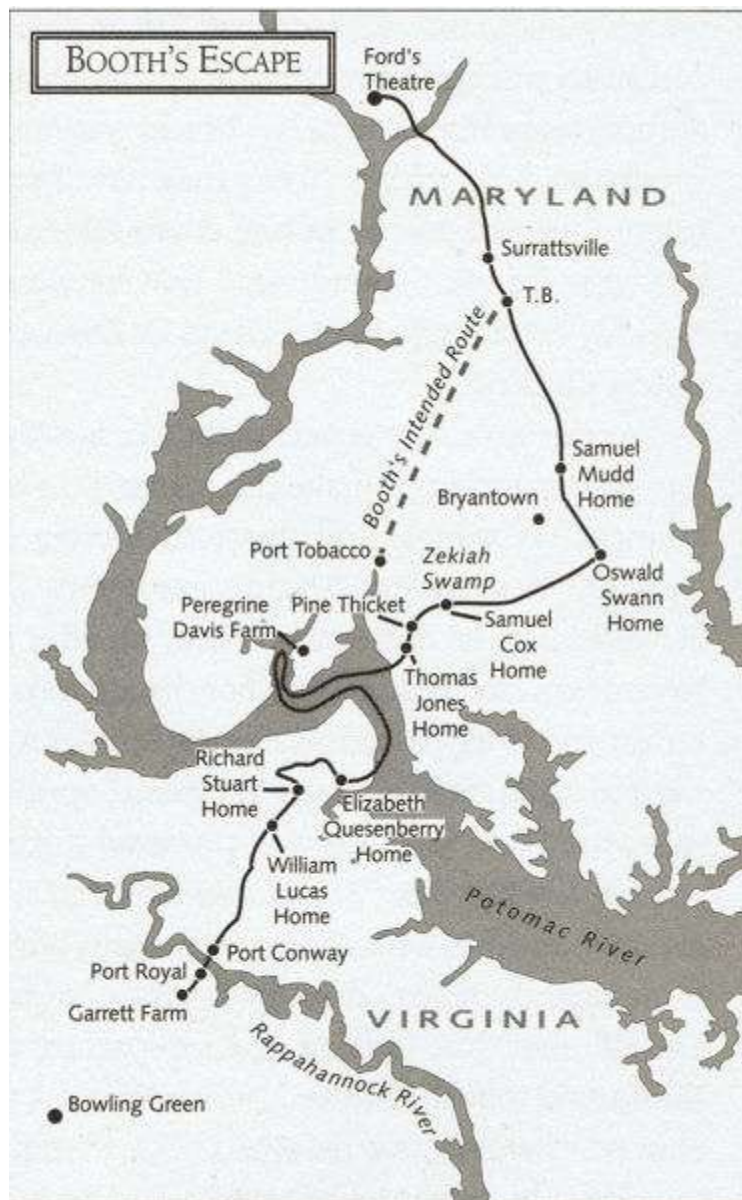 BOOTH'S ESCAPE
Ford's
Theatre
MARYLAND
Surrattsville
T.B.
Booth's Intended Route
Samuel
Mudd
Home
Bryantown
Port Tobacco
Zekiah
Swamp
Oswald
Swann
Home
Peregrine
Davis Farm
Pine Thicket
Samuel
Cox
Home
Thomas
Jones
Home
Richard
Stuart
Home
Elizabeth
Quesenberry
Home
William
Lucas
Home
Potomac River
Port Conway
Port Royal
Garrett Farm
VIRGINIA
Rappahannock River
Bowling Green